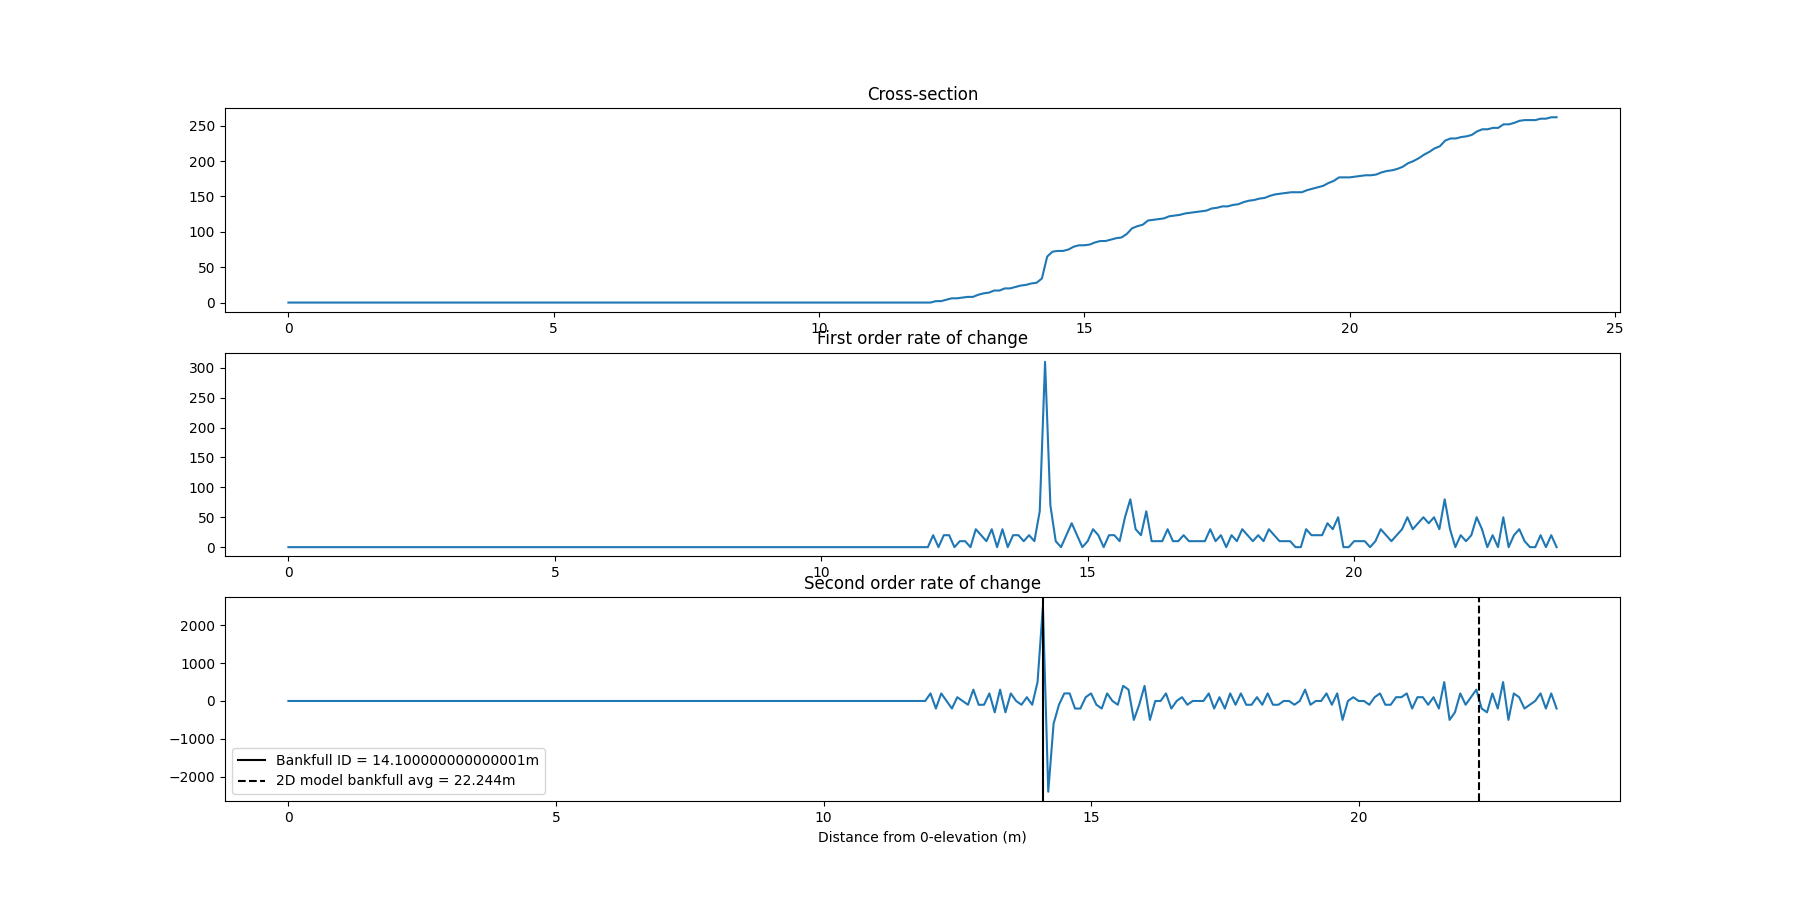 Cross-section
250
200
150
100
50
0
0 5 10 15 20 25
First order rate of change
300
250
200
150
100
50
0
0 5 10 15 20
Second order rate of change
2000
1000
0
−1000
−2000
Bankfull ID = 14.100000000000001m
2D model bankfull avg = 22.244m
0 5 10 15 20
Distance from 0-elevation (m)